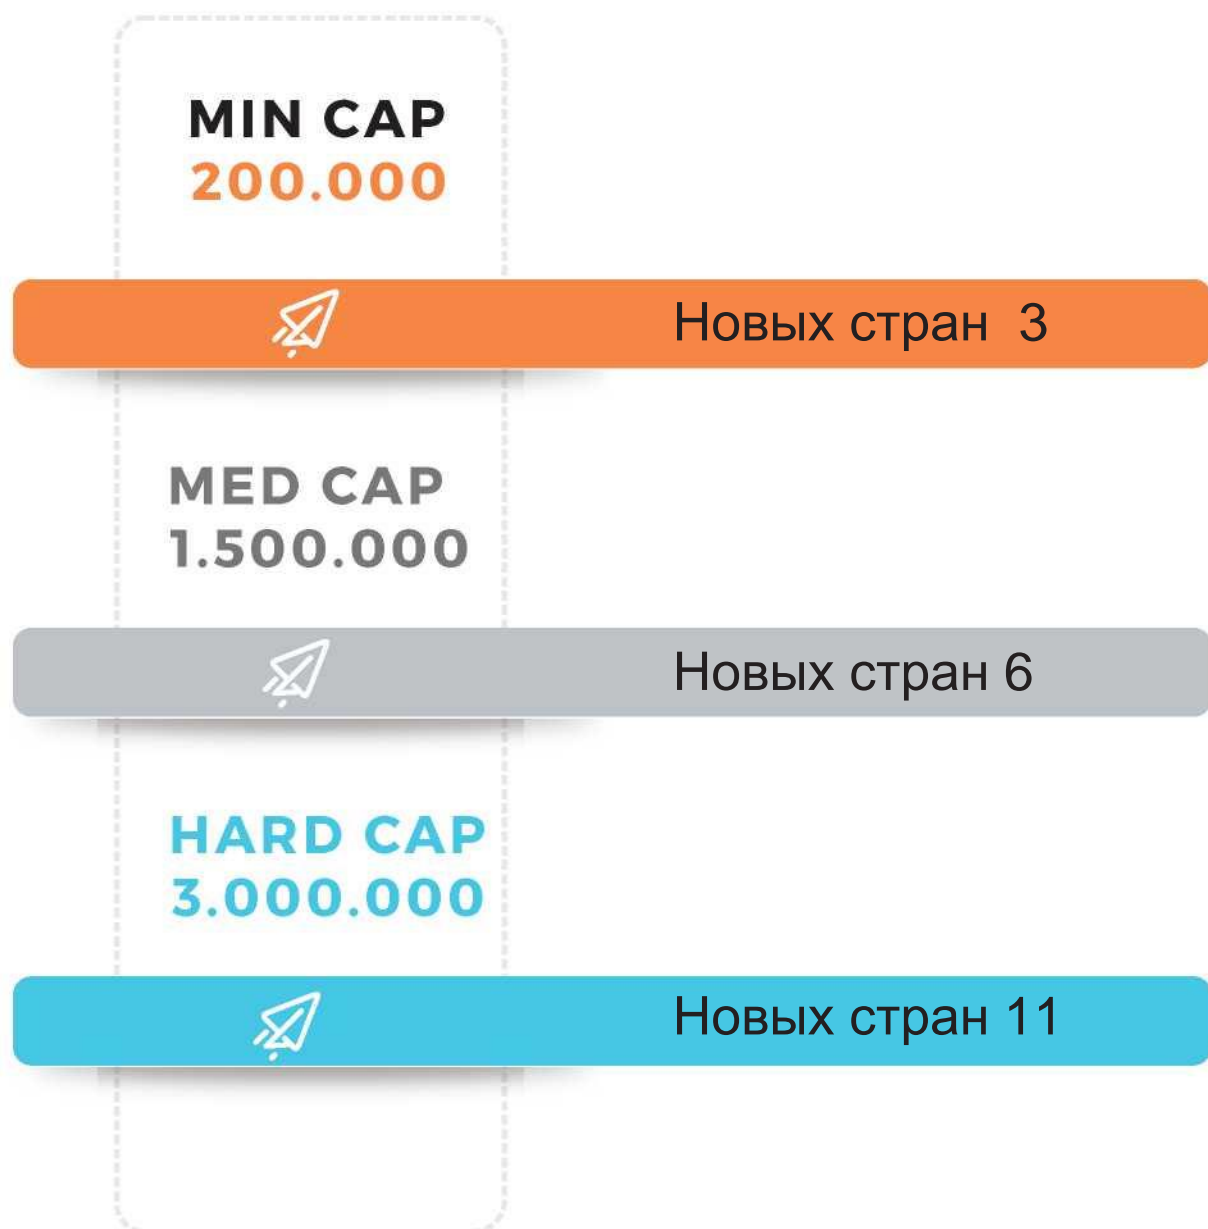 MIN CAP
200.000
Новых стран  3
MED CAP
1.500.000
Новых стран 6
HARD CAP
3.000.000
Новых стран 11